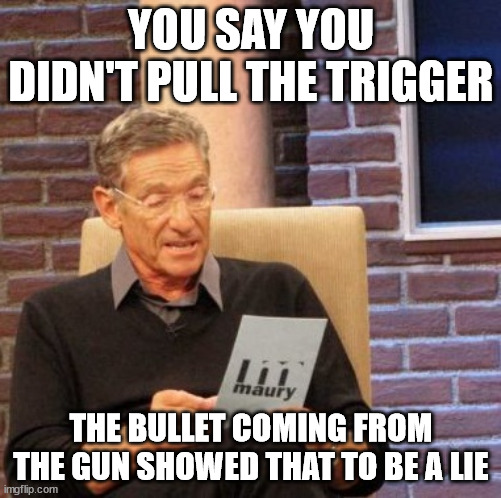 YOU SAY YOU
DIDN'T PULL THE TRIGGER
maury
THE BULLET COMING FROM
THE GUN SHOWED THAT TO BE A LIE
imgflip.com